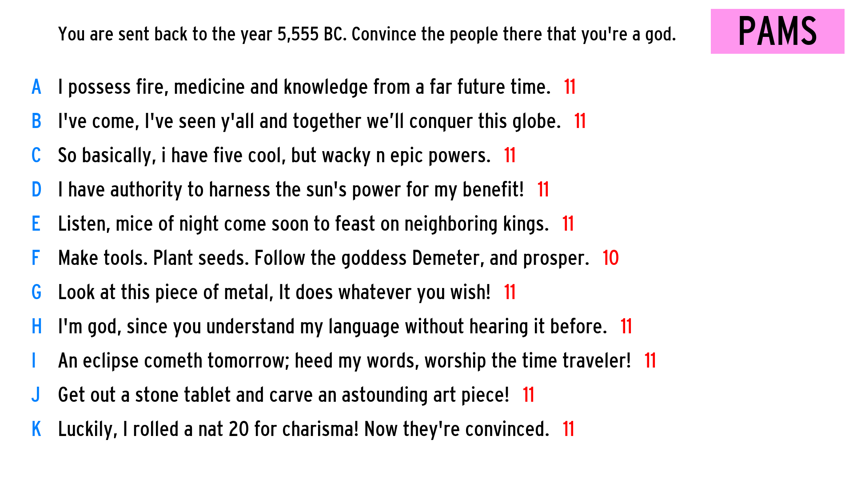 You are sent back to the year 5,555 BC. Convince the people there that you're a god.
PAMS
A I possess fire, medicine and knowledge from a far future time. 11
B I've come, I've seen y'all and together we’ll conquer this globe. 11
C So basically, i have five cool, but wacky n epic powers. 11
D I have authority to harness the sun's power for my benefit! 11
E Listen, mice of night come soon to feast on neighboring kings. 11
F Make tools. Plant seeds. Follow the goddess Demeter, and prosper. 10
G Look at this piece of metal, It does whatever you wish! 11
H I'm god, since you understand my language without hearing it before. 11
I An eclipse cometh tomorrow; heed my words, worship the time traveler! 11
J Get out a stone tablet and carve an astounding art piece! 11
K Luckily, I rolled a nat 20 for charisma! Now they're convinced. 11